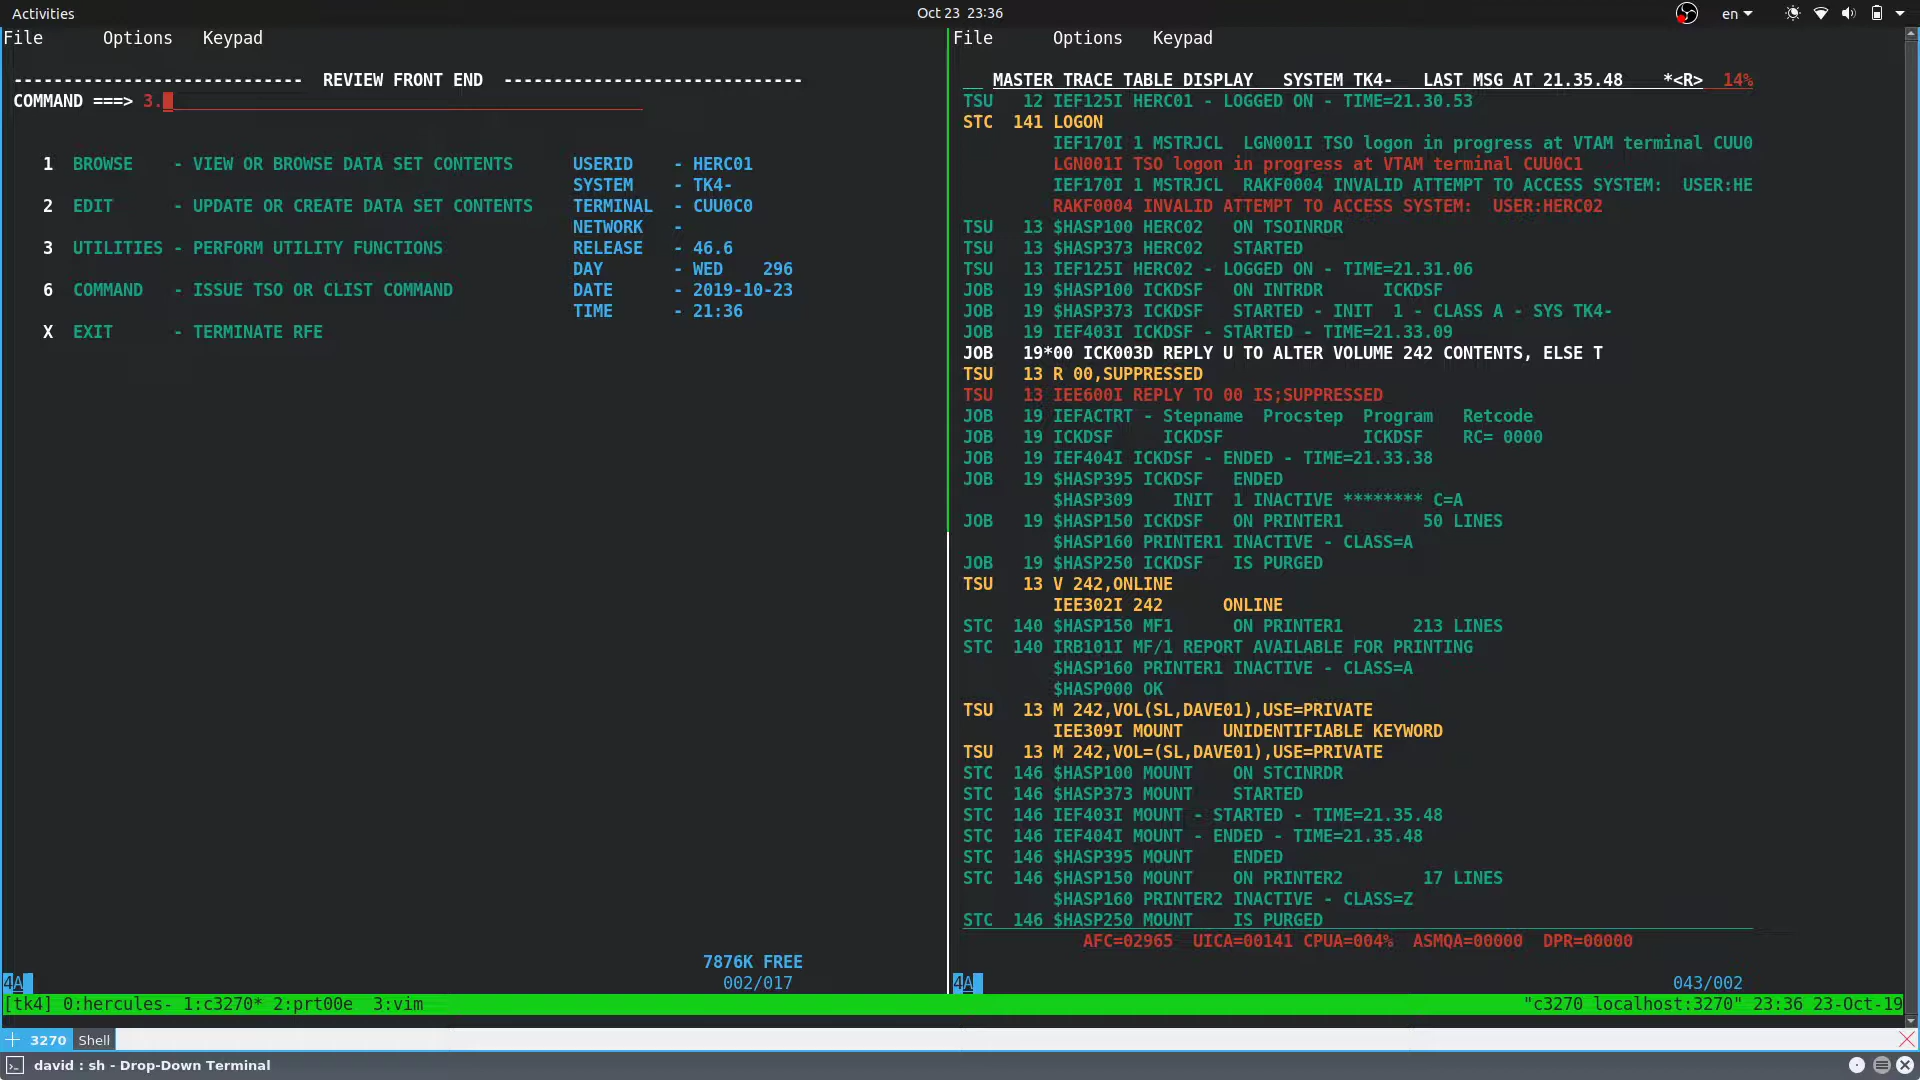 Activities
Oct 23  23:36
en
File      Options   Keypad
-----------------------------  REVIEW FRONT END  ------------------------------
COMMAND ===> 3.
1  BROWSE    - VIEW OR BROWSE DATA SET CONTENTS      USERID    - HERC01
SYSTEM    - TK4-
2  EDIT      - UPDATE OR CREATE DATA SET CONTENTS    TERMINAL  - CUU0C0
NETWORK   -
3  UTILITIES - PERFORM UTILITY FUNCTIONS             RELEASE   - 46.6
DAY       - WED    296
6  COMMAND   - ISSUE TSO OR CLIST COMMAND            DATE      - 2019-10-23
TIME      - 21:36
X  EXIT      - TERMINATE RFE
7876K FREE
4A                                                                      002/017
File      Options   Keypad
MASTER TRACE TABLE DISPLAY   SYSTEM TK4-   LAST MSG AT 21.35.48    *<R>  14%
TSU   12 IEF125I HERC01 - LOGGED ON - TIME=21.30.53
STC  141 LOGON
IEF170I 1 MSTRJCL  LGN001I TSO logon in progress at VTAM terminal CUU0
LGN001I TSO logon in progress at VTAM terminal CUU0C1
IEF170I 1 MSTRJCL  RAKF0004 INVALID ATTEMPT TO ACCESS SYSTEM:  USER:HE
RAKF0004 INVALID ATTEMPT TO ACCESS SYSTEM:  USER:HERC02
TSU   13 $HASP100 HERC02   ON TSOINRDR
TSU   13 $HASP373 HERC02   STARTED
TSU   13 IEF125I HERC02 - LOGGED ON - TIME=21.31.06
JOB   19 $HASP100 ICKDSF   ON INTRDR      ICKDSF
JOB   19 $HASP373 ICKDSF   STARTED - INIT  1 - CLASS A - SYS TK4-
JOB   19 IEF403I ICKDSF - STARTED - TIME=21.33.09
JOB   19*00 ICK003D REPLY U TO ALTER VOLUME 242 CONTENTS, ELSE T
TSU   13 R 00,SUPPRESSED
TSU   13 IEE600I REPLY TO 00 IS;SUPPRESSED
JOB   19 IEFACTRT - Stepname  Procstep  Program   Retcode
JOB   19 ICKDSF     ICKDSF              ICKDSF    RC= 0000
JOB   19 IEF404I ICKDSF - ENDED - TIME=21.33.38
JOB   19 $HASP395 ICKDSF   ENDED
$HASP309    INIT  1 INACTIVE ******** C=A
JOB   19 $HASP150 ICKDSF   ON PRINTER1        50 LINES
$HASP160 PRINTER1 INACTIVE - CLASS=A
JOB   19 $HASP250 ICKDSF   IS PURGED
TSU   13 V 242,ONLINE
IEE302I 242      ONLINE
STC  140 $HASP150 MF1      ON PRINTER1       213 LINES
STC  140 IRB101I MF/1 REPORT AVAILABLE FOR PRINTING
$HASP160 PRINTER1 INACTIVE - CLASS=A
$HASP000 OK
TSU   13 M 242,VOL(SL,DAVE01),USE=PRIVATE
IEE309I MOUNT    UNIDENTIFIABLE KEYWORD
TSU   13 M 242,VOL=(SL,DAVE01),USE=PRIVATE
STC  146 $HASP100 MOUNT    ON STCINRDR
STC  146 $HASP373 MOUNT    STARTED
STC  146 IEF403I MOUNT - STARTED - TIME=21.35.48
STC  146 IEF404I MOUNT - ENDED - TIME=21.35.48
STC  146 $HASP395 MOUNT    ENDED
STC  146 $HASP150 MOUNT    ON PRINTER2        17 LINES
$HASP160 PRINTER2 INACTIVE - CLASS=Z
STC  146 $HASP250 MOUNT    IS PURGED
AFC=02965  UICA=00141 CPUA=004%  ASMQA=00000  DPR=00000
4A                                                                      043/002
[tk4] 0:hercules- 1:c3270* 2:prt00e  3:vim          "c3270 localhost:3270" 23:36 23-Oct-19
3270  Shell
david : sh - Drop-Down Terminal